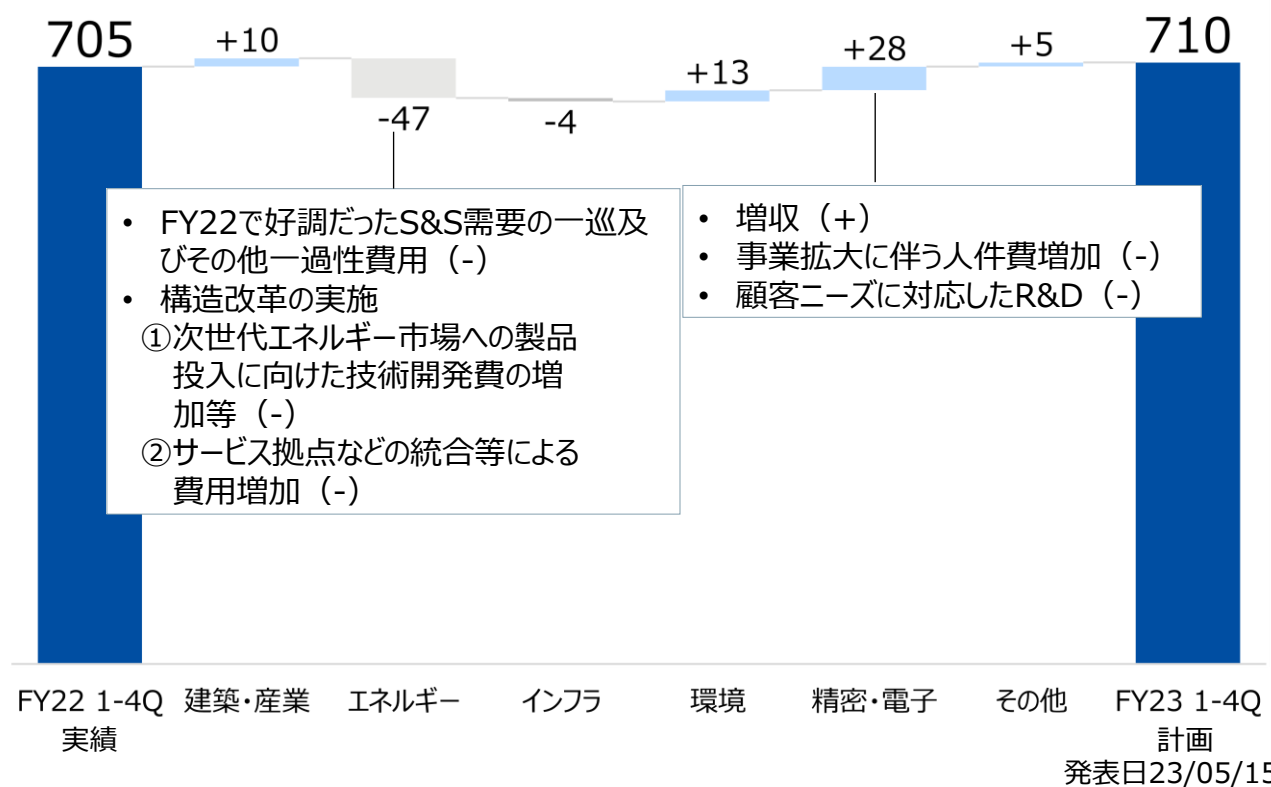 705
+10
-47
-4
+13
+28
+5
710
• FY22で好調だったS&S需要の一巡及
びその他一過性費用（-）
• 構造改革の実施
①次世代エネルギー市場への製品
投入に向けた技術開発費の増
加等（-）
②サービス拠点などの統合等による
費用増加（-）
• 増収（+）
• 事業拡大に伴う人件費増加（-）
• 顧客ニーズに対応したR&D（-）
FY22 1-4Q
実績
建築・産業
エネルギー
インフラ
環境
精密・電子
その他
FY23 1-4Q
計画
発表日23/05/15